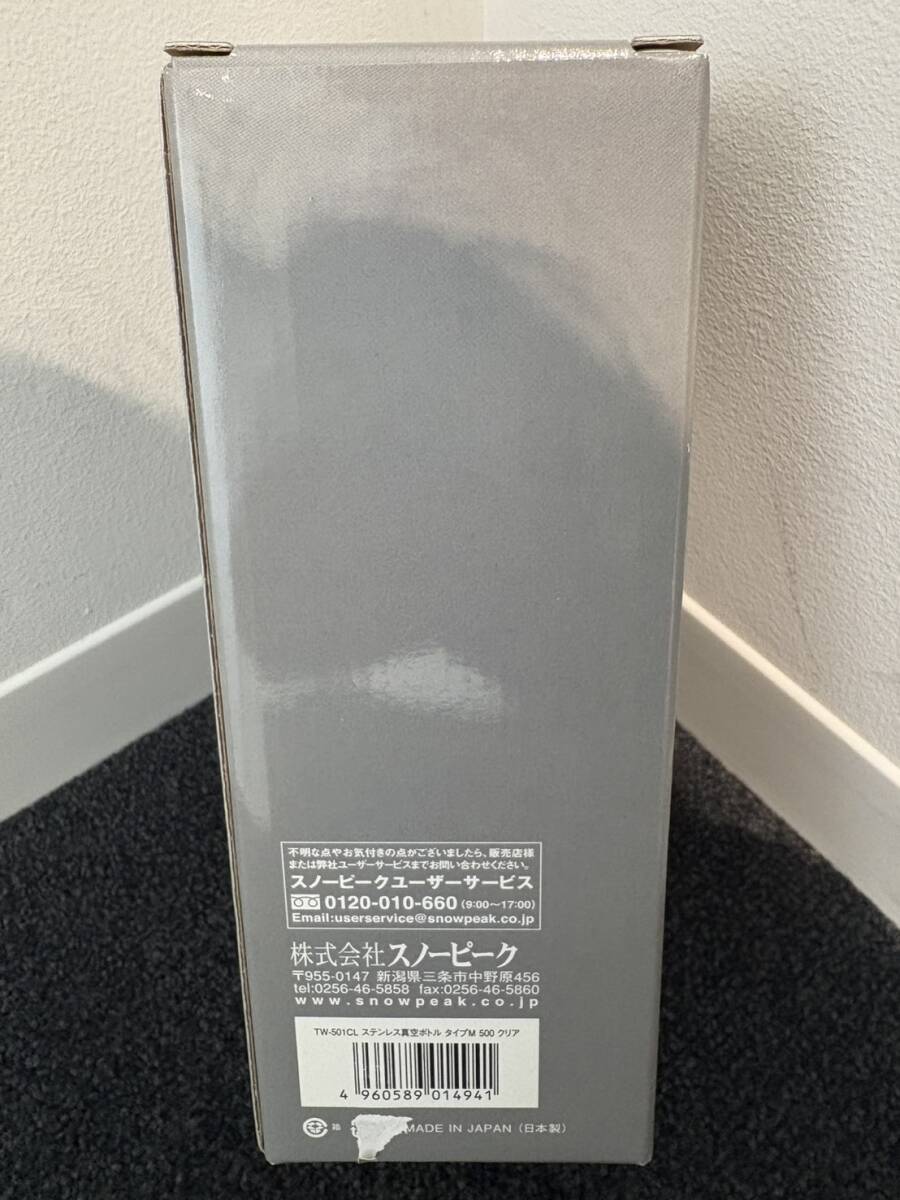 不明な点やお気付きの点がございましたら、販売店様
または弊社ユーザーサービスまでお問い合わせください。
スノーピークユーザーサービス
0120-010-660 (9:00〜17:00)
Email:userservice@snowpeak.co.jp
株式会社スノーピーク
〒955-0147 新潟県三条市中野原456
tel:0256-46-5858 fax:0256-46-5860
www.snowpeak.co.jp
TW-501CL ステンレス真空ボトル タイプM 500 クリア
4 960589 014941
箱 MADE IN JAPAN (日本製)